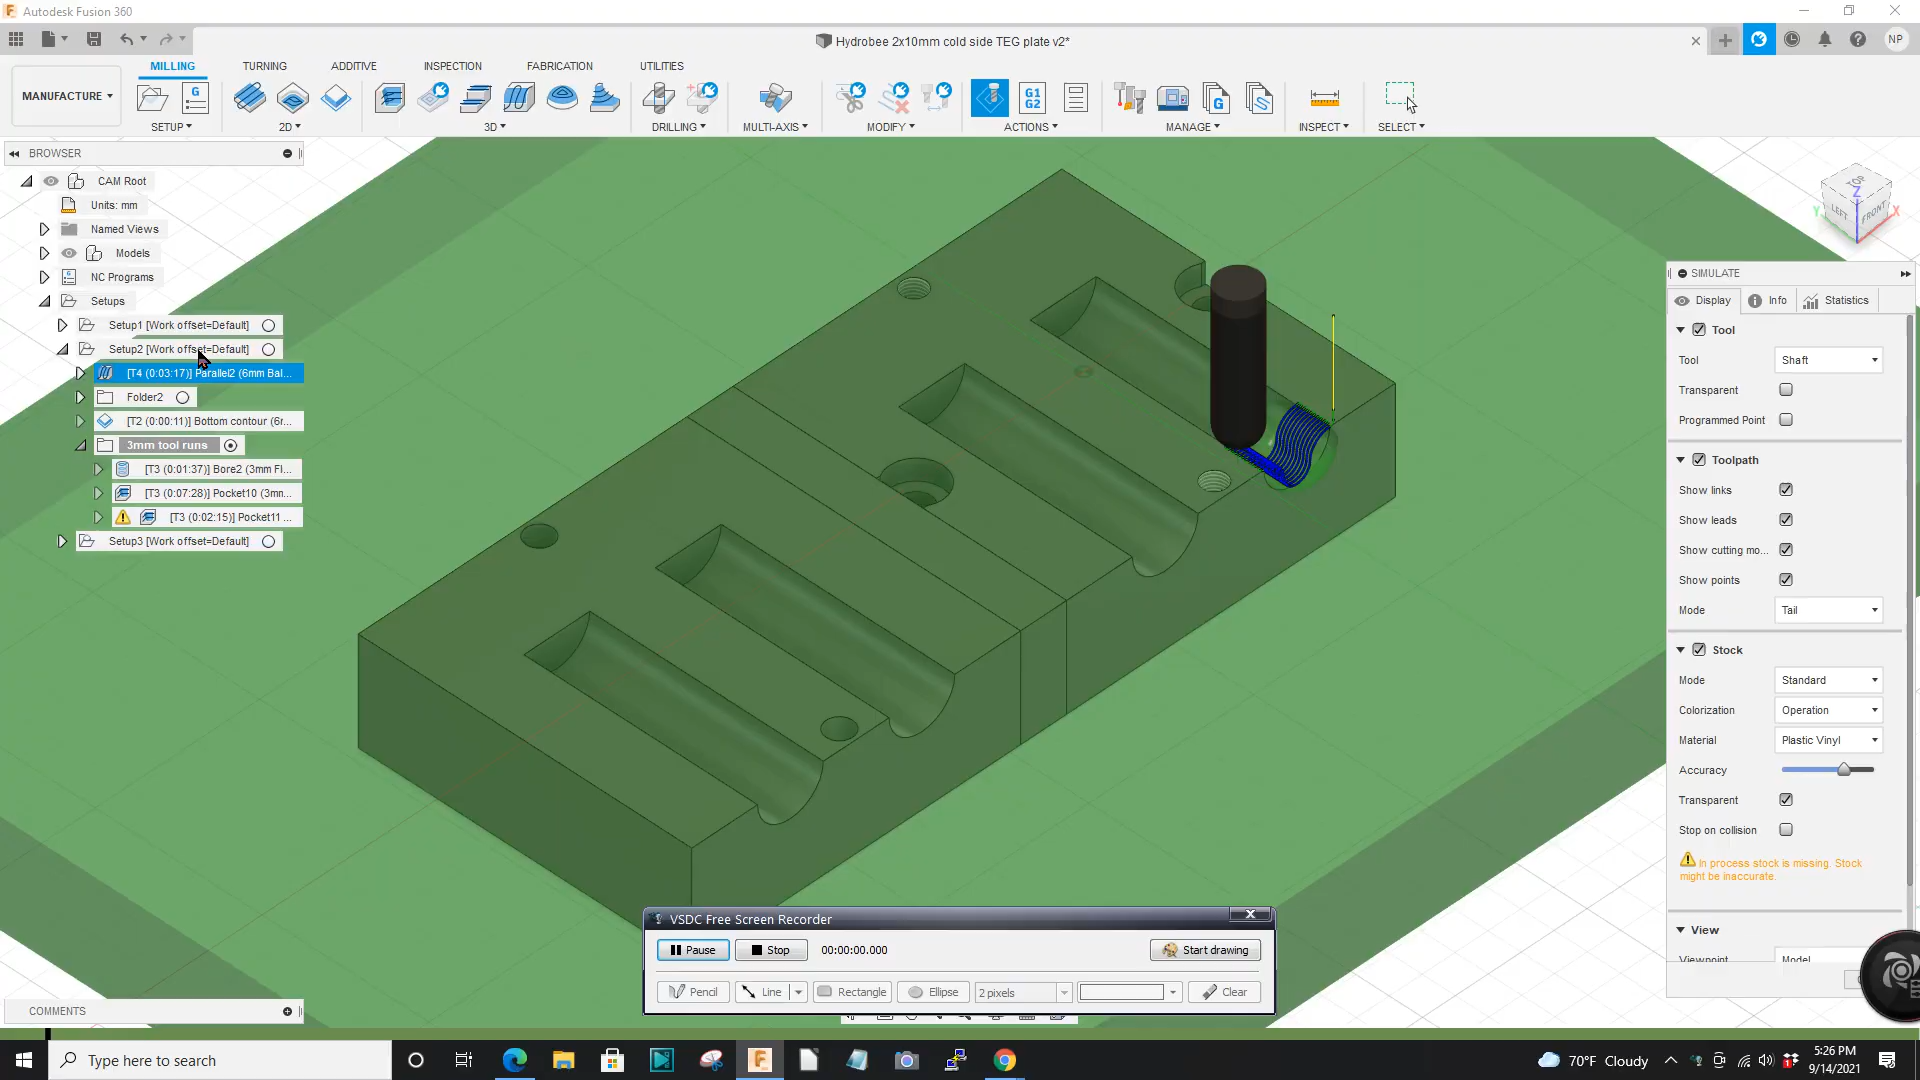 Autodesk Fusion 360
Hydrobee 2x10mm cold side TEG plate v2*
NP
MILLING TURNING ADDITIVE INSPECTION FABRICATION UTILITIES
MANUFACTURE
G
G1
G2
G
SETUP 2D 3D DRILLING MULTI-AXIS MODIFY ACTIONS MANAGE INSPECT SELECT
BROWSER
CAM Root
Units: mm
Named Views
Models
NC Programs
Setups
Setup1 [Work offset=Default]
Setup2 [Work offset=Default]
[T4 (0:03:17)] Parallel2 (6mm Bal...
Folder2
[T2 (0:00:11)] Bottom contour (6r...
3mm tool runs
[T3 (0:01:37)] Bore2 (3mm Fl...
[T3 (0:07:28)] Pocket10 (3mm...
[T3 (0:02:15)] Pocket11 ...
Setup3 [Work offset=Default]
TOP
LEFT
FRONT
Z
Y
X
SIMULATE
Display Info Statistics
Tool
Tool Shaft
Transparent
Programmed Point
Toolpath
Show links
Show leads
Show cutting mo...
Show points
Mode Tail
Stock
Mode Standard
Colorization Operation
Material Plastic Vinyl
Accuracy
Transparent
Stop on collision
In process stock is missing. Stock
might be inaccurate.
View
Viewpoint Model
COMMENTS
VSDC Free Screen Recorder
Pause Stop 00:00:00.000 Start drawing
Pencil Line Rectangle Ellipse 2 pixels Clear
Type here to search
70°F Cloudy
5:26 PM
9/14/2021